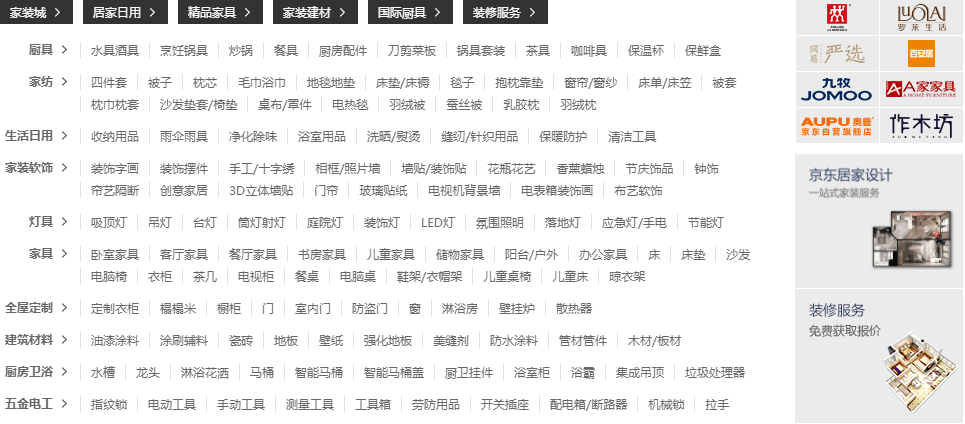 家装城 > 居家日用 > 精品家具 > 家装建材 > 国际厨具 > 装修服务 >
厨具 > 水具酒具 烹饪锅具 炒锅 餐具 厨房配件 刀剪菜板 锅具套装 茶具 咖啡具 保温杯 保鲜盒
家纺 > 四件套 被子 枕芯 毛巾浴巾 地毯地垫 床垫/床褥 毯子 抱枕靠垫 窗帘/窗纱 床单/床笠 被套
枕巾枕套 沙发垫套/椅垫 桌布/罩件 电热毯 羽绒被 蚕丝被 乳胶枕 羽绒枕
生活日用 > 收纳用品 雨伞雨具 净化除味 浴室用品 洗晒/熨烫 缝纫/针织用品 保暖防护 清洁工具
家装软饰 > 装饰字画 装饰摆件 手工/十字绣 相框/照片墙 墙贴/装饰贴 花瓶花艺 香薰蜡烛 节庆饰品 钟饰
帘艺隔断 创意家居 3D立体墙贴 门帘 玻璃贴纸 电视机背景墙 电表箱装饰画 布艺软饰
灯具 > 吸顶灯 吊灯 台灯 筒灯射灯 庭院灯 装饰灯 LED灯 氛围照明 落地灯 应急灯/手电 节能灯
家具 > 卧室家具 客厅家具 餐厅家具 书房家具 儿童家具 储物家具 阳台/户外 办公家具 床 床垫 沙发
电脑椅 衣柜 茶几 电视柜 餐桌 电脑桌 鞋架/衣帽架 儿童桌椅 儿童床 晾衣架
全屋定制 > 定制衣柜 榻榻米 橱柜 门 室内门 防盗门 窗 淋浴房 壁挂炉 散热器
建筑材料 > 油漆涂料 涂刷辅料 瓷砖 地板 壁纸 强化地板 美缝剂 防水涂料 管材管件 木材/板材
厨房卫浴 > 水槽 龙头 淋浴花洒 马桶 智能马桶 智能马桶盖 厨卫挂件 浴室柜 浴霸 集成吊顶 垃圾处理器
五金电工 > 指纹锁 电动工具 手动工具 测量工具 工具箱 劳防用品 开关插座 配电箱/断路器 机械锁 拉手
LUOLAI
罗莱生活
网易严选
百安居
九牧
JOMOO
A家家具
A HOME FURNITURE
AUPU奥普
京东自营旗舰店
作木坊
京东居家设计
一站式家装服务
装修服务
免费获取报价